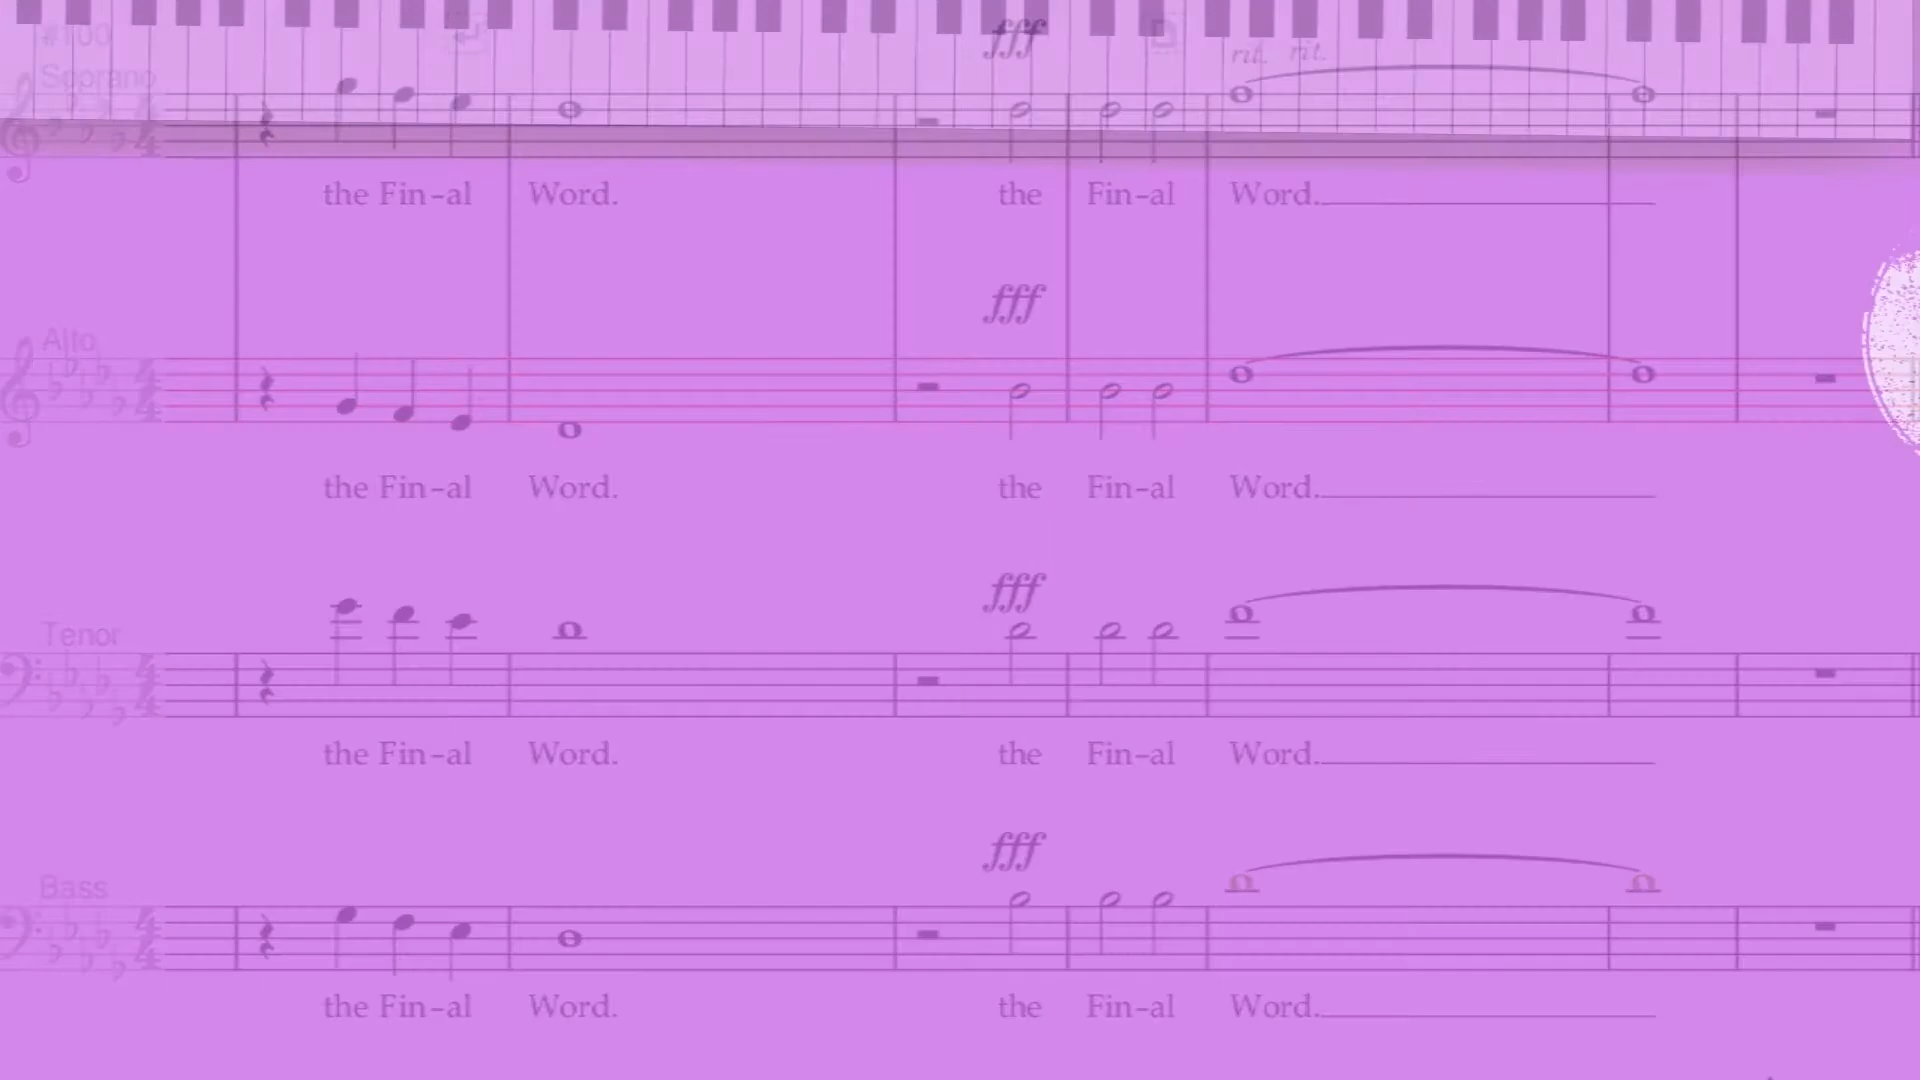 #100
fff
rit. rit.
Soprano
the Fin-al Word. the Fin-al Word.
fff
Alto
the Fin-al Word. the Fin-al Word.
fff
Tenor
the Fin-al Word. the Fin-al Word.
fff
Bass
the Fin-al Word. the Fin-al Word.